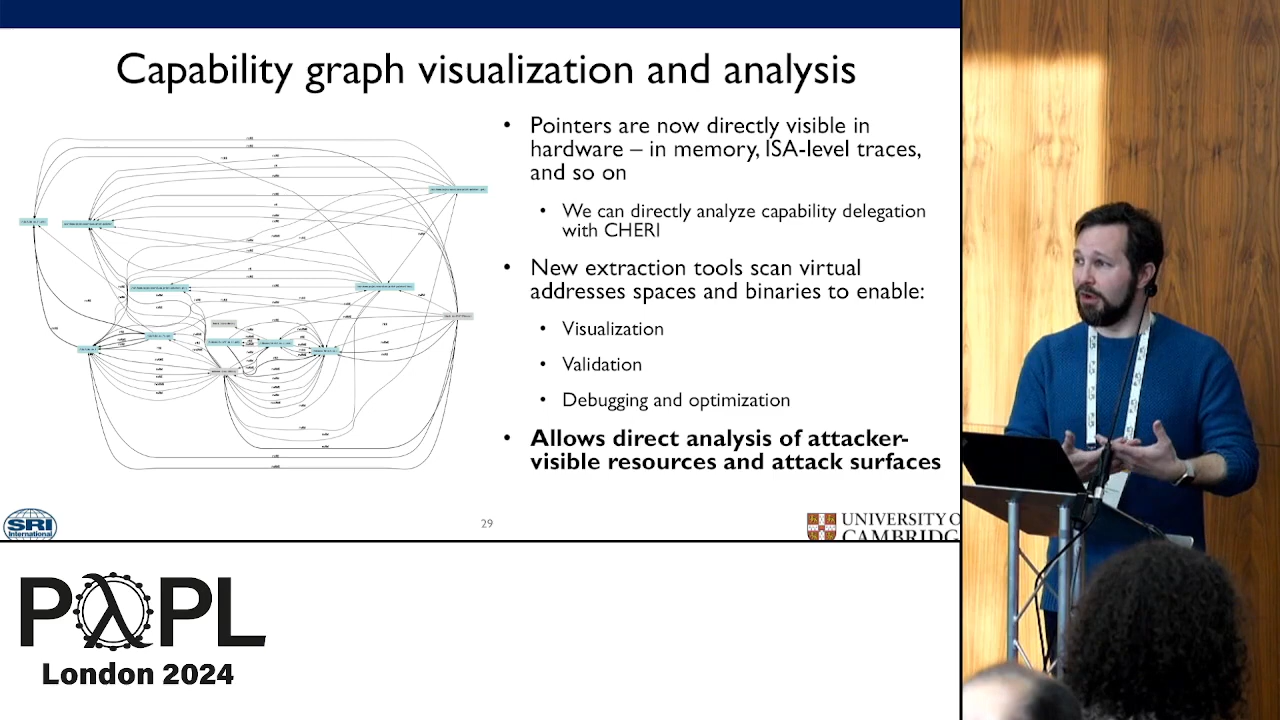 Capability graph visualization and analysis
• Pointers are now directly visible in
hardware – in memory, ISA-level traces,
and so on
• We can directly analyze capability delegation
with CHERI
• New extraction tools scan virtual
addresses spaces and binaries to enable:
• Visualization
• Validation
• Debugging and optimization
• Allows direct analysis of attacker-
visible resources and attack surfaces
SRI
International
29
UNIVERSITY O
CAMBRIDG
PλPL
London 2024